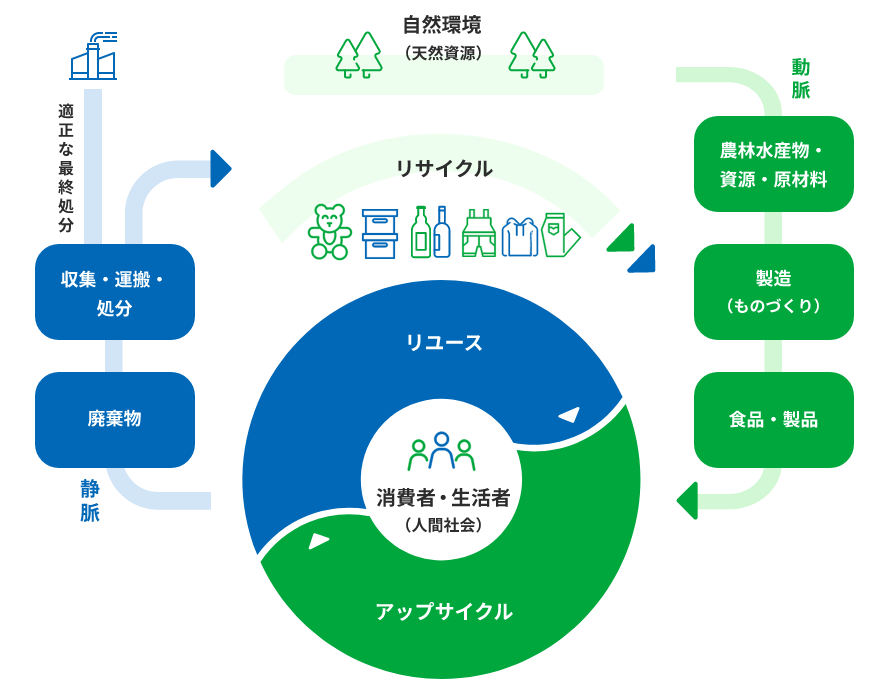 自然環境
（天然資源）
動脈
適正な最終処分
リサイクル
農林水産物・
資源・原材料
収集・運搬・
処分
製造
（ものづくり）
リユース
廃棄物
食品・製品
静脈
消費者・生活者
（人間社会）
アップサイクル